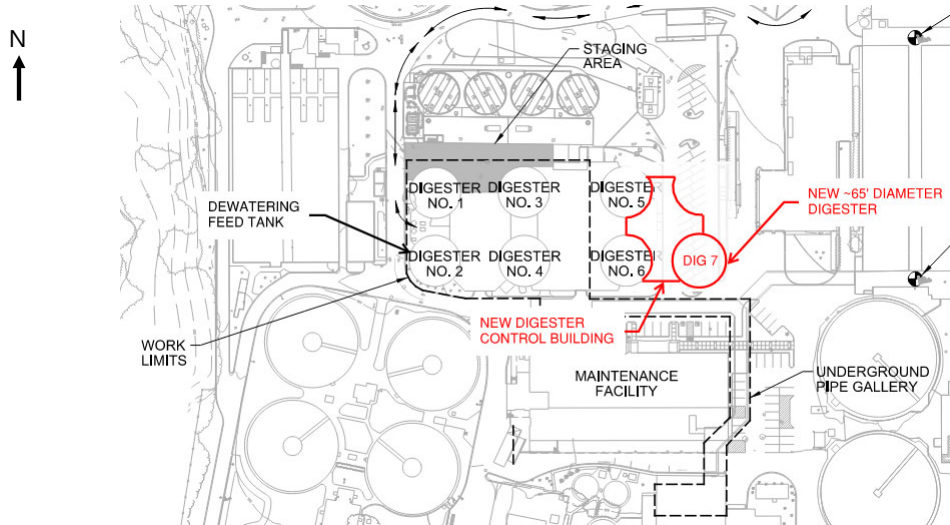 N
STAGING
AREA
DIGESTER
NO. 1
DIGESTER
NO. 3
DIGESTER
NO. 5
NEW ~65' DIAMETER
DIGESTER
DEWATERING
FEED TANK
DIGESTER
NO. 2
DIGESTER
NO. 4
DIGESTER
NO. 6
DIG 7
NEW DIGESTER
CONTROL BUILDING
WORK
LIMITS
MAINTENANCE
FACILITY
UNDERGROUND
PIPE GALLERY